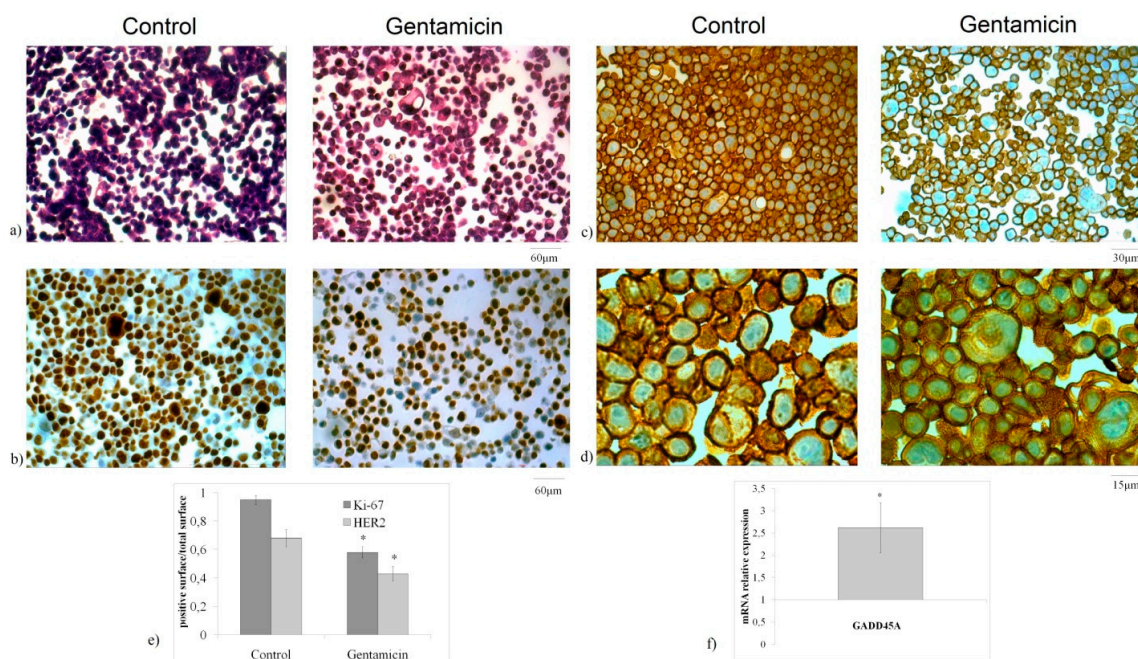 Control
Gentamicin
Control
Gentamicin
a)
60μm
c)
30μm
b)
60μm
d)
15μm
1
0,8
0,6
0,4
0,2
0
positive surface/total surface
Ki-67
HER2
*
*
Control
Gentamicin
e)
3,5
3
2,5
2
1,5
1
0,5
0
mRNA relative expression
*
GADD45A
f)